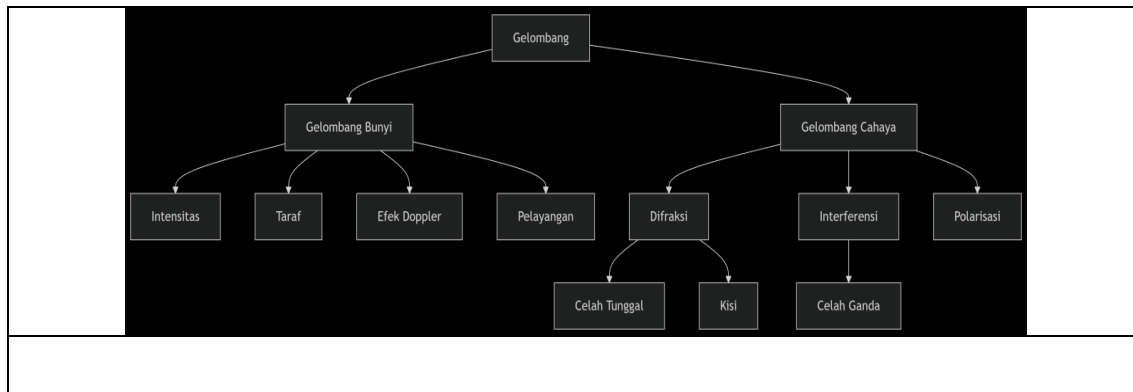 Gelombang
Gelombang Bunyi
Gelombang Cahaya
Intensitas
Taraf
Efek Doppler
Pelayangan
Difraksi
Interferensi
Polarisasi
Celah Tunggal
Kisi
Celah Ganda